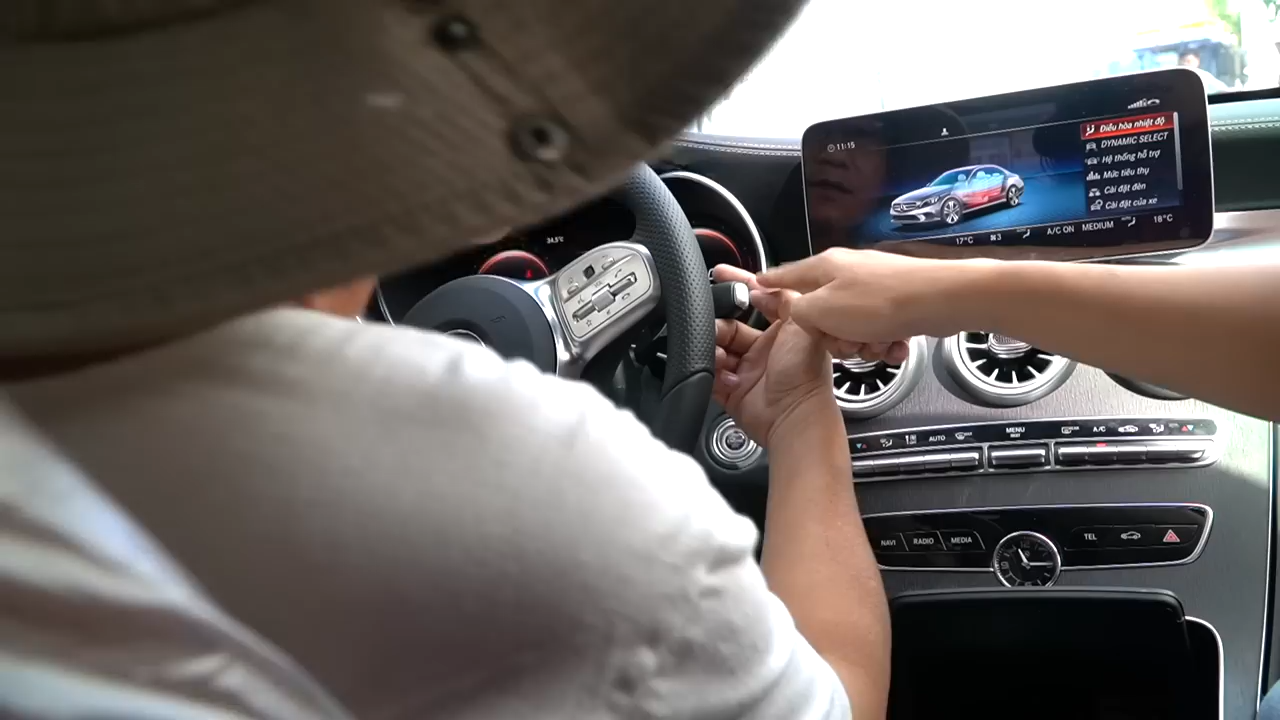 11:15
Điều hòa nhiệt độ
DYNAMIC SELECT
Hệ thống hỗ trợ
Mức tiêu thụ
Cài đặt đèn
Cài đặt của xe
17°C
3
A/C ON
MEDIUM
18°C
34,5°C
AUTO
MENU
A/C
NAVI
RADIO
MEDIA
TEL